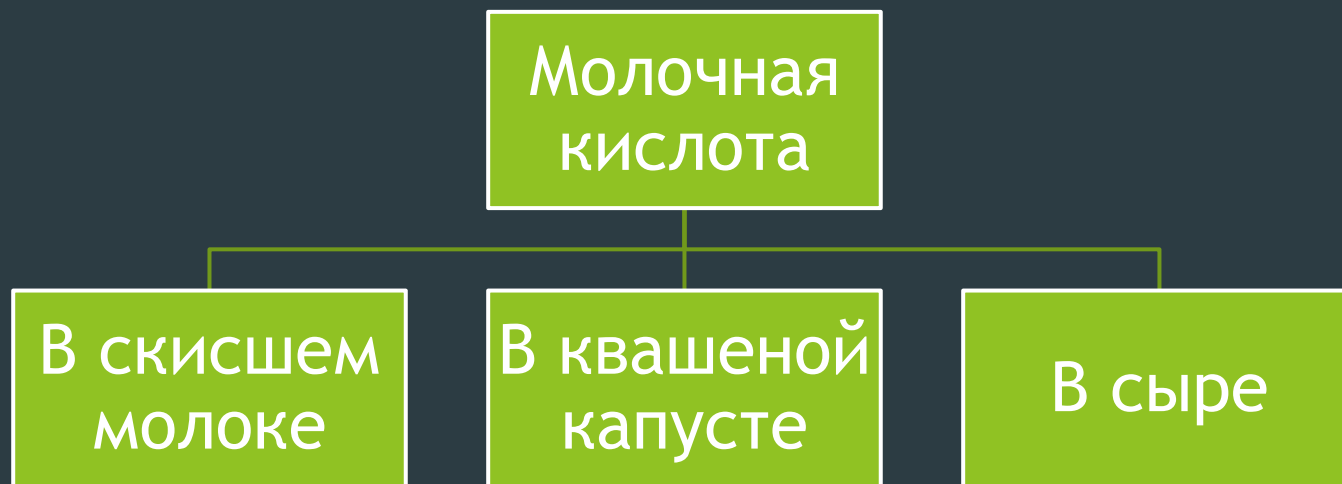 Молочная
кислота
В скисшем
молоке
В квашеной
капусте
В сыре